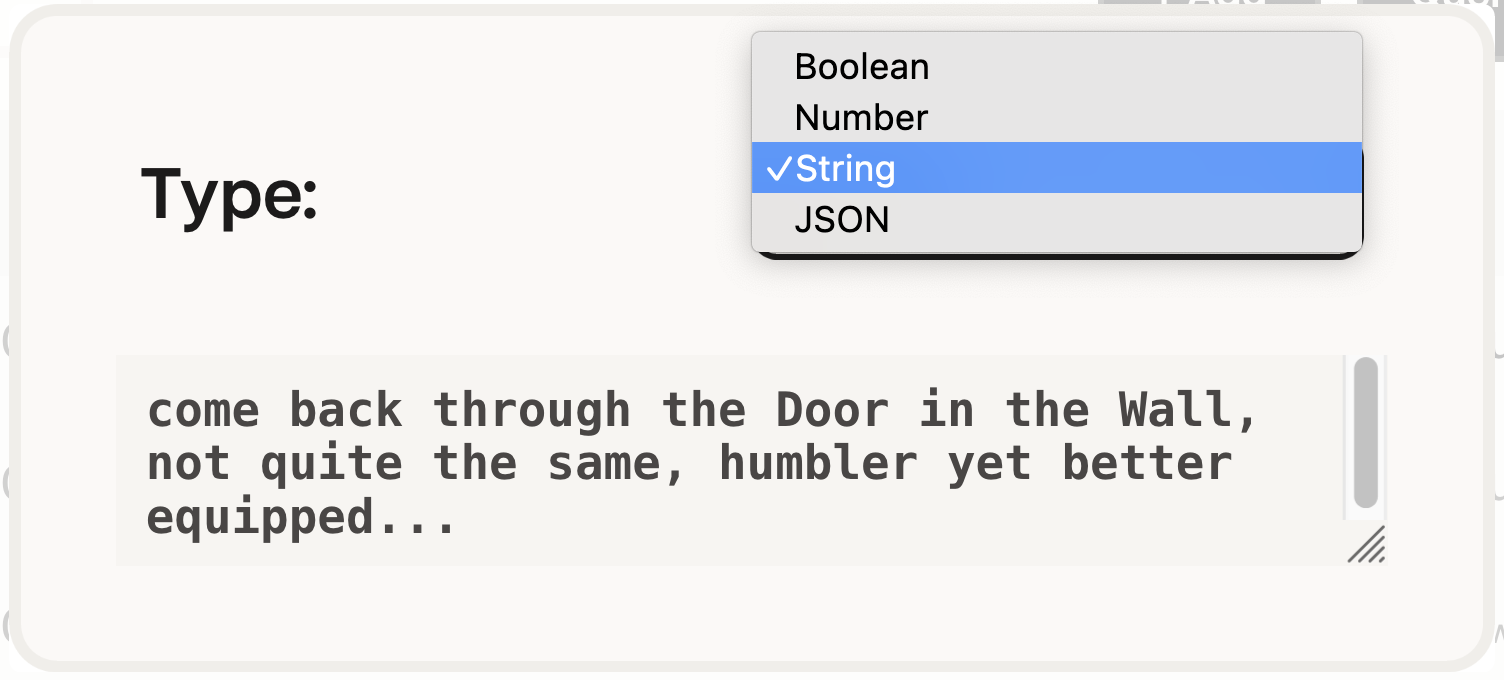 Boolean
Number
✓String
JSON
Type:
come back through the Door in the Wall,
not quite the same, humbler yet better
equipped...